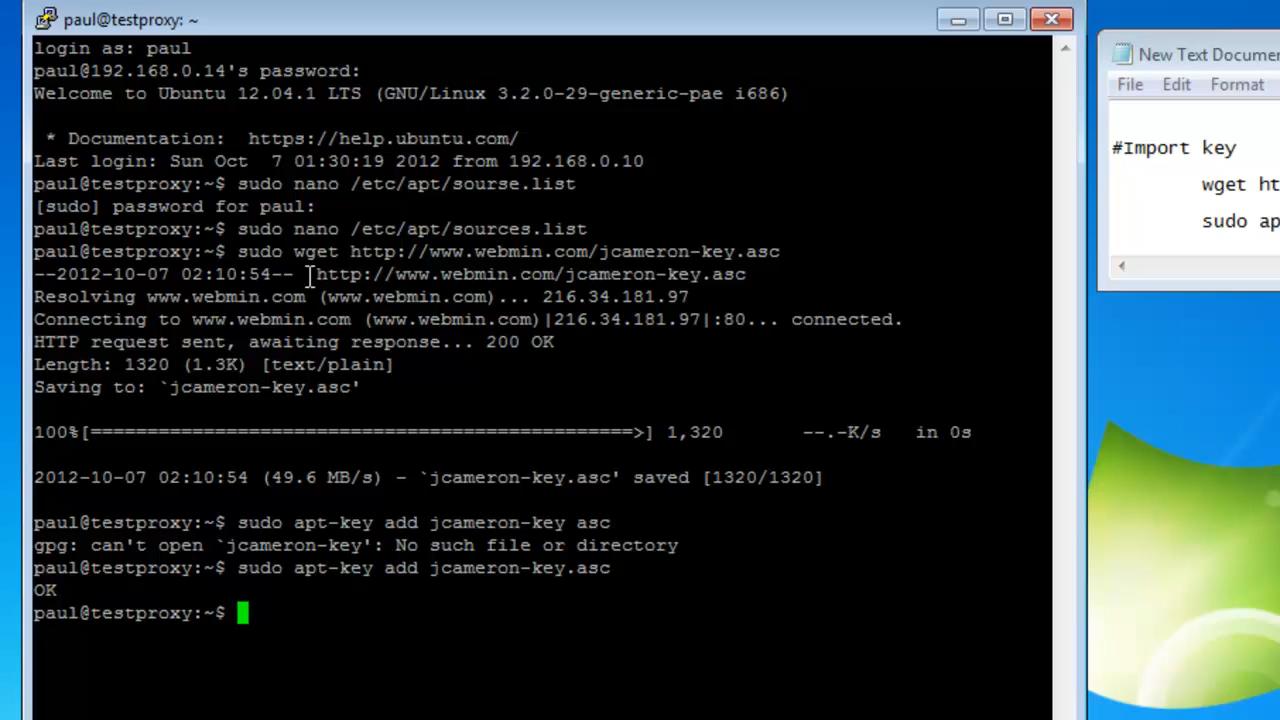 paul@testproxy: ~
login as: paul
paul@192.168.0.14's password:
Welcome to Ubuntu 12.04.1 LTS (GNU/Linux 3.2.0-29-generic-pae i686)
* Documentation:  https://help.ubuntu.com/
Last login: Sun Oct  7 01:30:19 2012 from 192.168.0.10
paul@testproxy:~$ sudo nano /etc/apt/sourse.list
[sudo] password for paul:
paul@testproxy:~$ sudo nano /etc/apt/sources.list
paul@testproxy:~$ sudo wget http://www.webmin.com/jcameron-key.asc
--2012-10-07 02:10:54--  http://www.webmin.com/jcameron-key.asc
Resolving www.webmin.com (www.webmin.com)... 216.34.181.97
Connecting to www.webmin.com (www.webmin.com)|216.34.181.97|:80... connected.
HTTP request sent, awaiting response... 200 OK
Length: 1320 (1.3K) [text/plain]
Saving to: `jcameron-key.asc'
100%[================================================>] 1,320       --.-K/s   in 0s
2012-10-07 02:10:54 (49.6 MB/s) - `jcameron-key.asc' saved [1320/1320]
paul@testproxy:~$ sudo apt-key add jcameron-key asc
gpg: can't open `jcameron-key': No such file or directory
paul@testproxy:~$ sudo apt-key add jcameron-key.asc
OK
paul@testproxy:~$
New Text Documen
File Edit Format
#Import key
wget ht
sudo ap